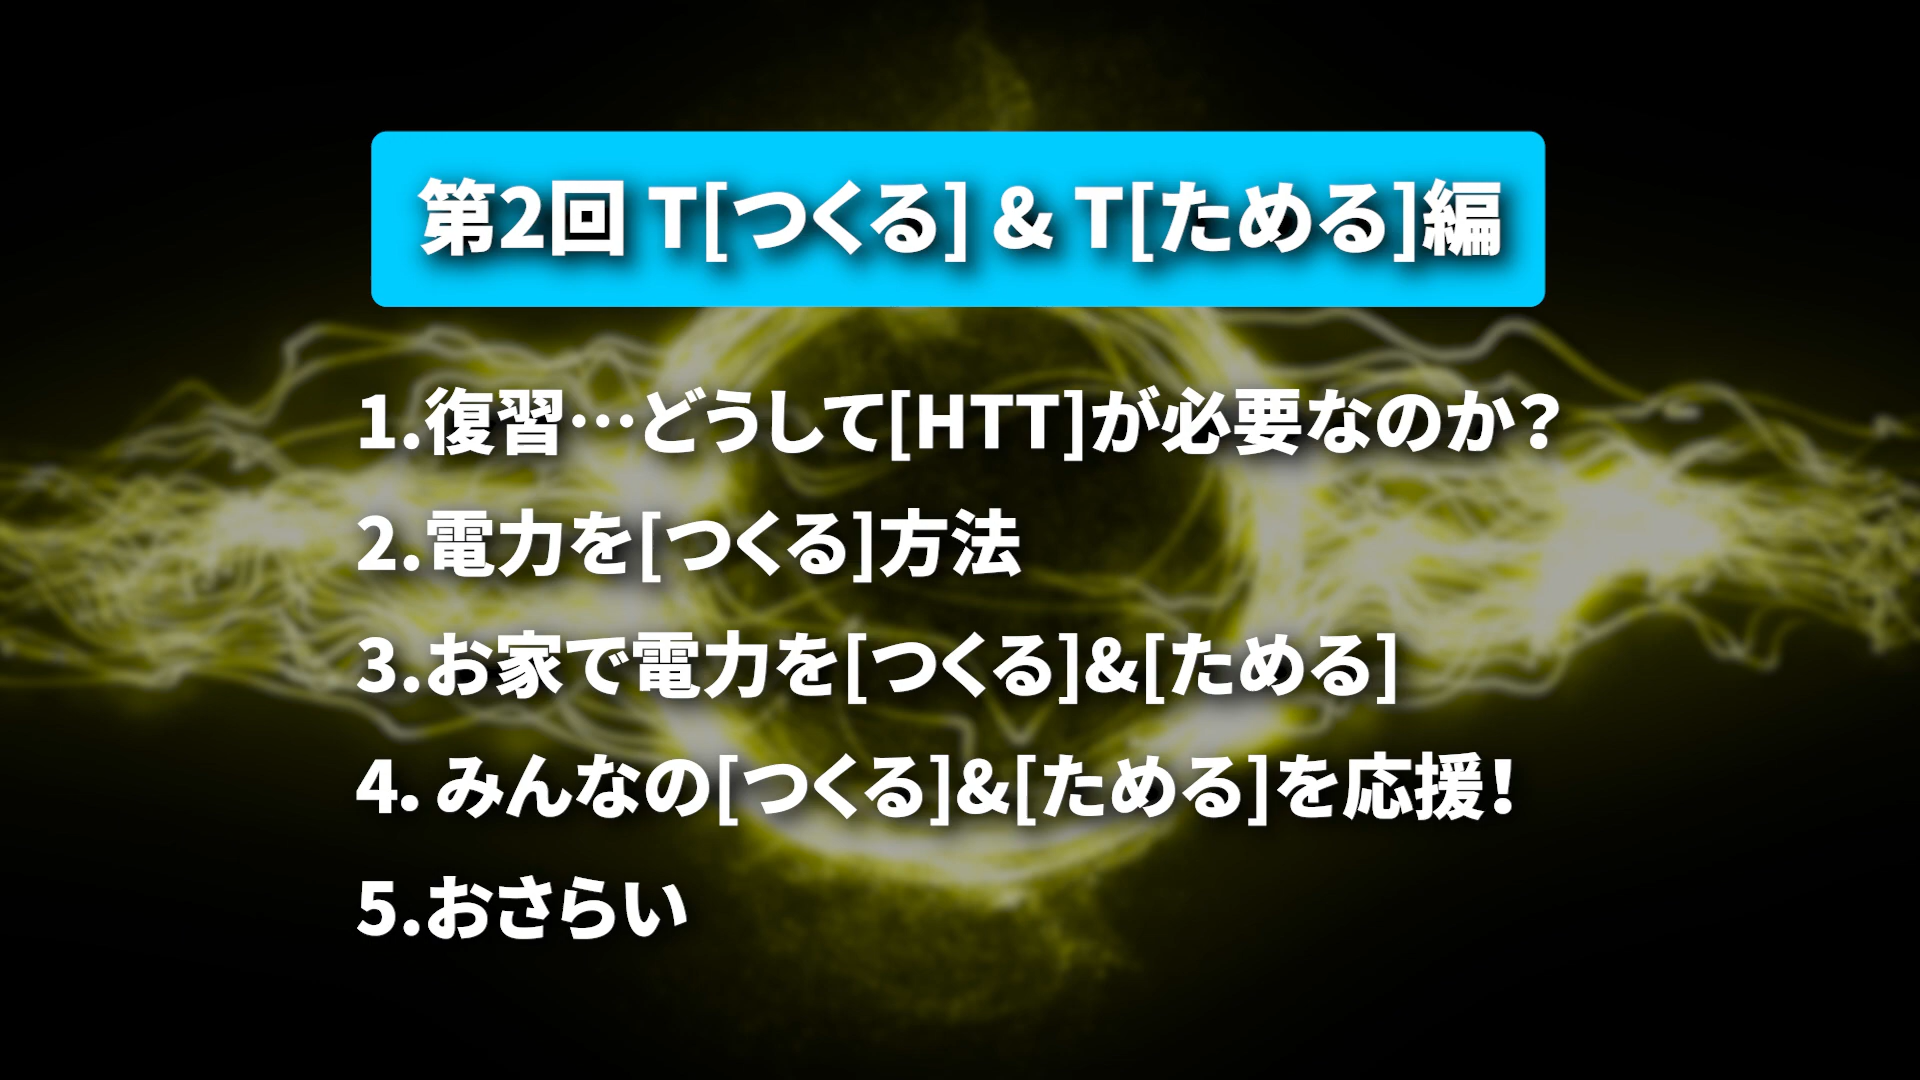 第2回 T[つくる] & T[ためる]編
1.復習…どうして[HTT]が必要なのか?
2.電力を[つくる]方法
3.お家で電力を[つくる]&[ためる]
4. みんなの[つくる]&[ためる]を応援!
5.おさらい